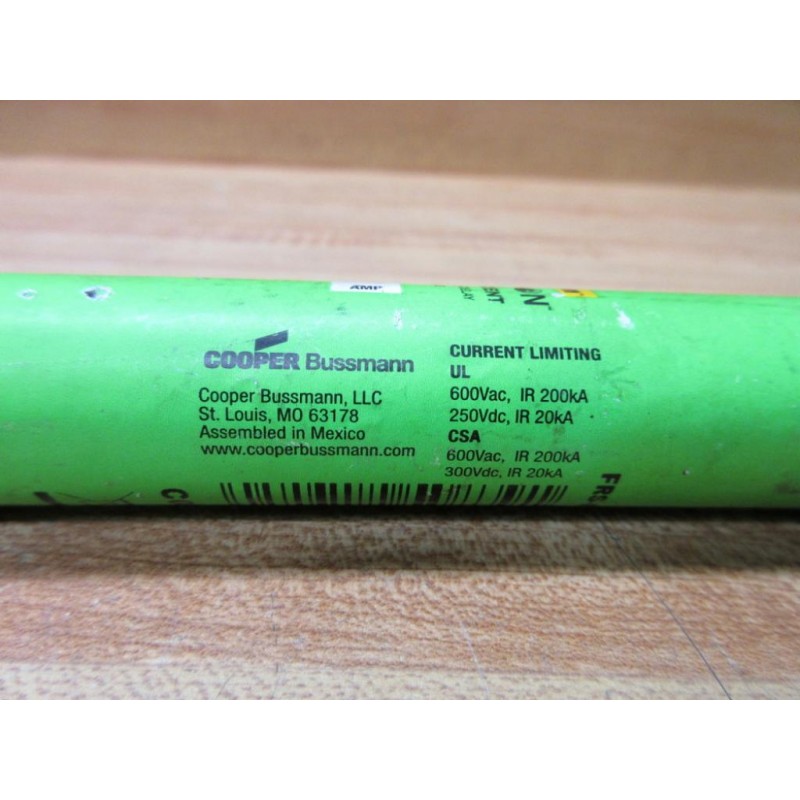 AMP
COOPER Bussmann
Cooper Bussmann, LLC
St. Louis, MO 63178
Assembled in Mexico
www.cooperbussmann.com
CURRENT LIMITING
UL
600Vac, IR 200kA
250Vdc, IR 20kA
CSA
600Vac, IR 200kA
300Vdc, IR 20kA